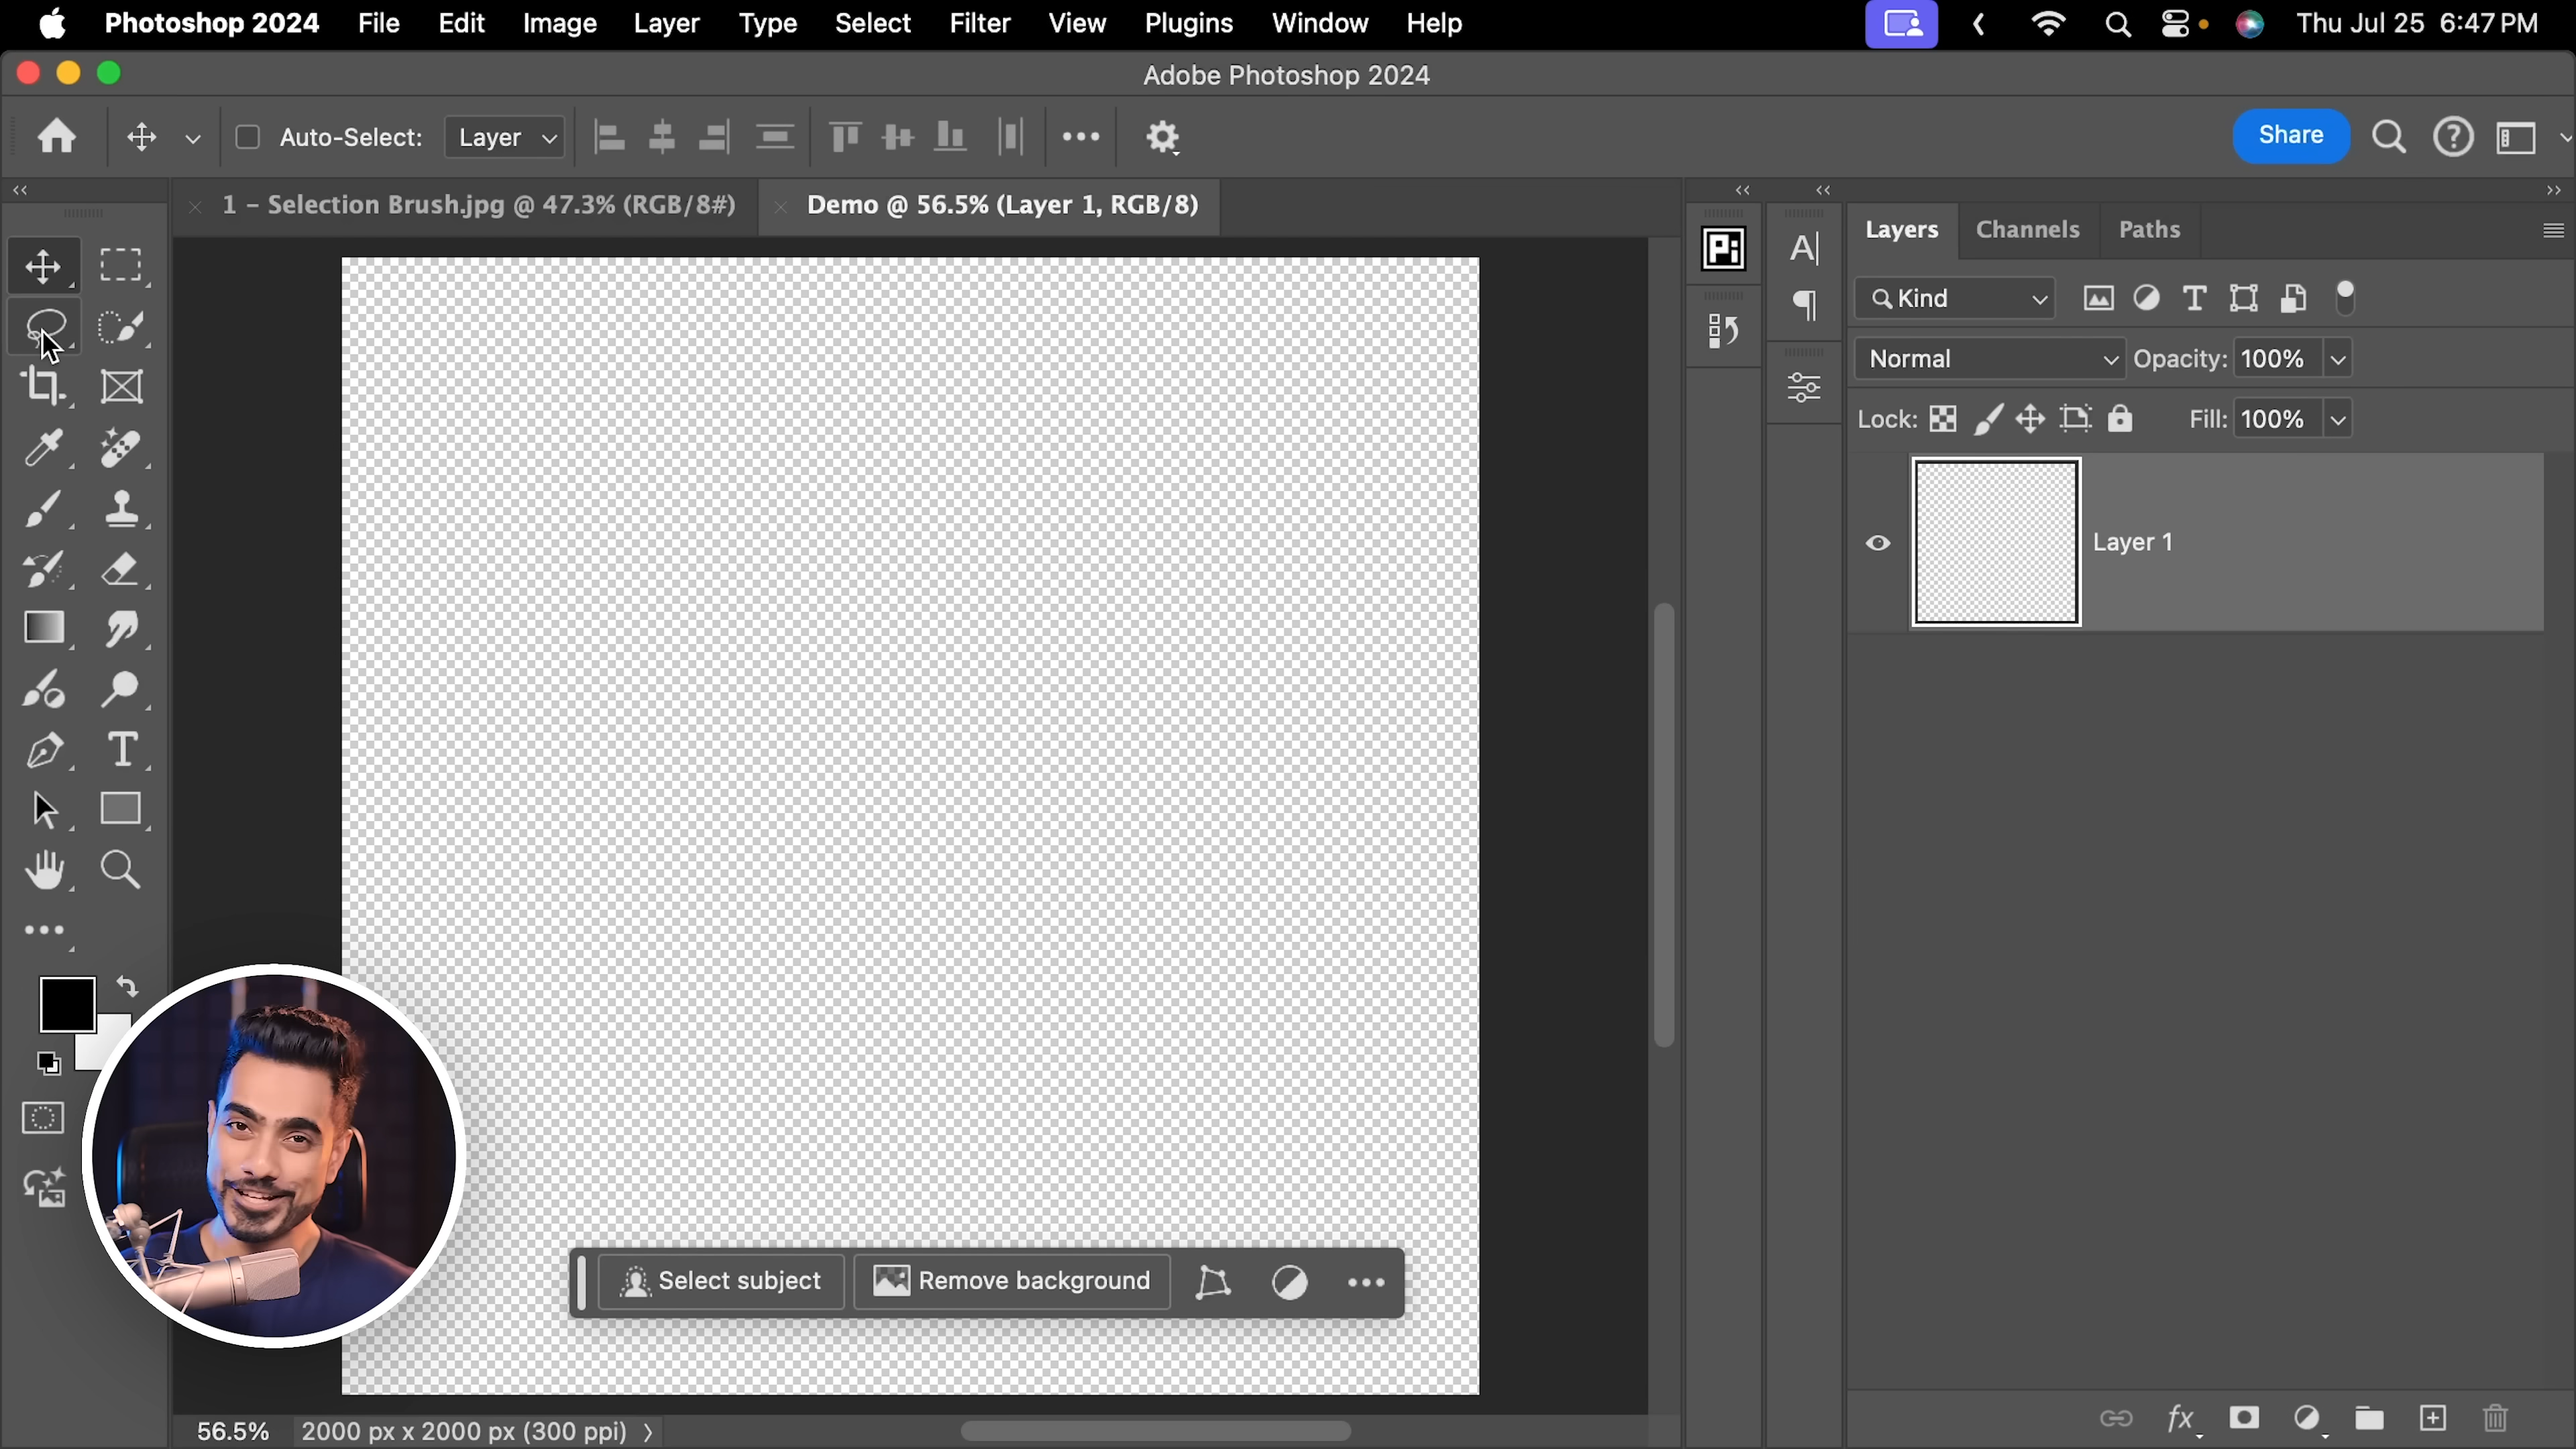 Photoshop 2024 File Edit Image Layer Type Select Filter View Plugins Window Help Thu Jul 25 6:47 PM
Adobe Photoshop 2024
Auto-Select: Layer Share
1 – Selection Brush.jpg @ 47.3% (RGB/8#) Demo @ 56.5% (Layer 1, RGB/8)
Layers Channels Paths
Kind
Normal Opacity: 100%
Lock: Fill: 100%
Layer 1
Select subject Remove background
56.5% 2000 px x 2000 px (300 ppi)
fx